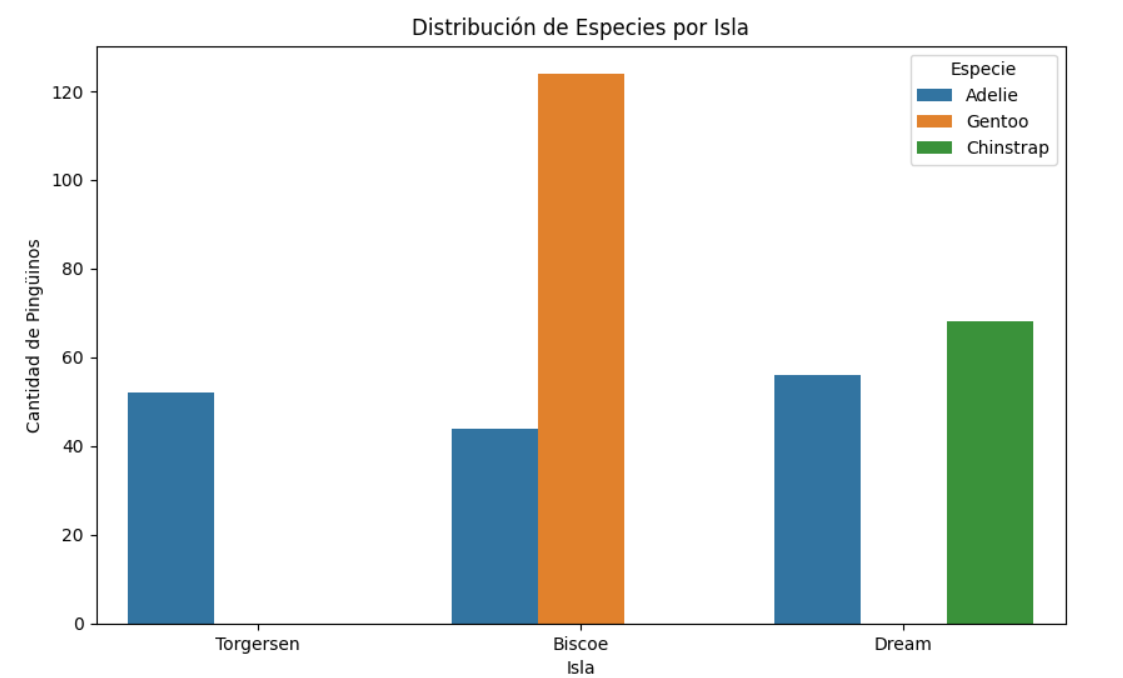 Distribución de Especies por Isla
Especie
Adelie
Gentoo
Chinstrap
Cantidad de Pingüinos
120
100
80
60
40
20
0
Torgersen
Biscoe
Dream
Isla